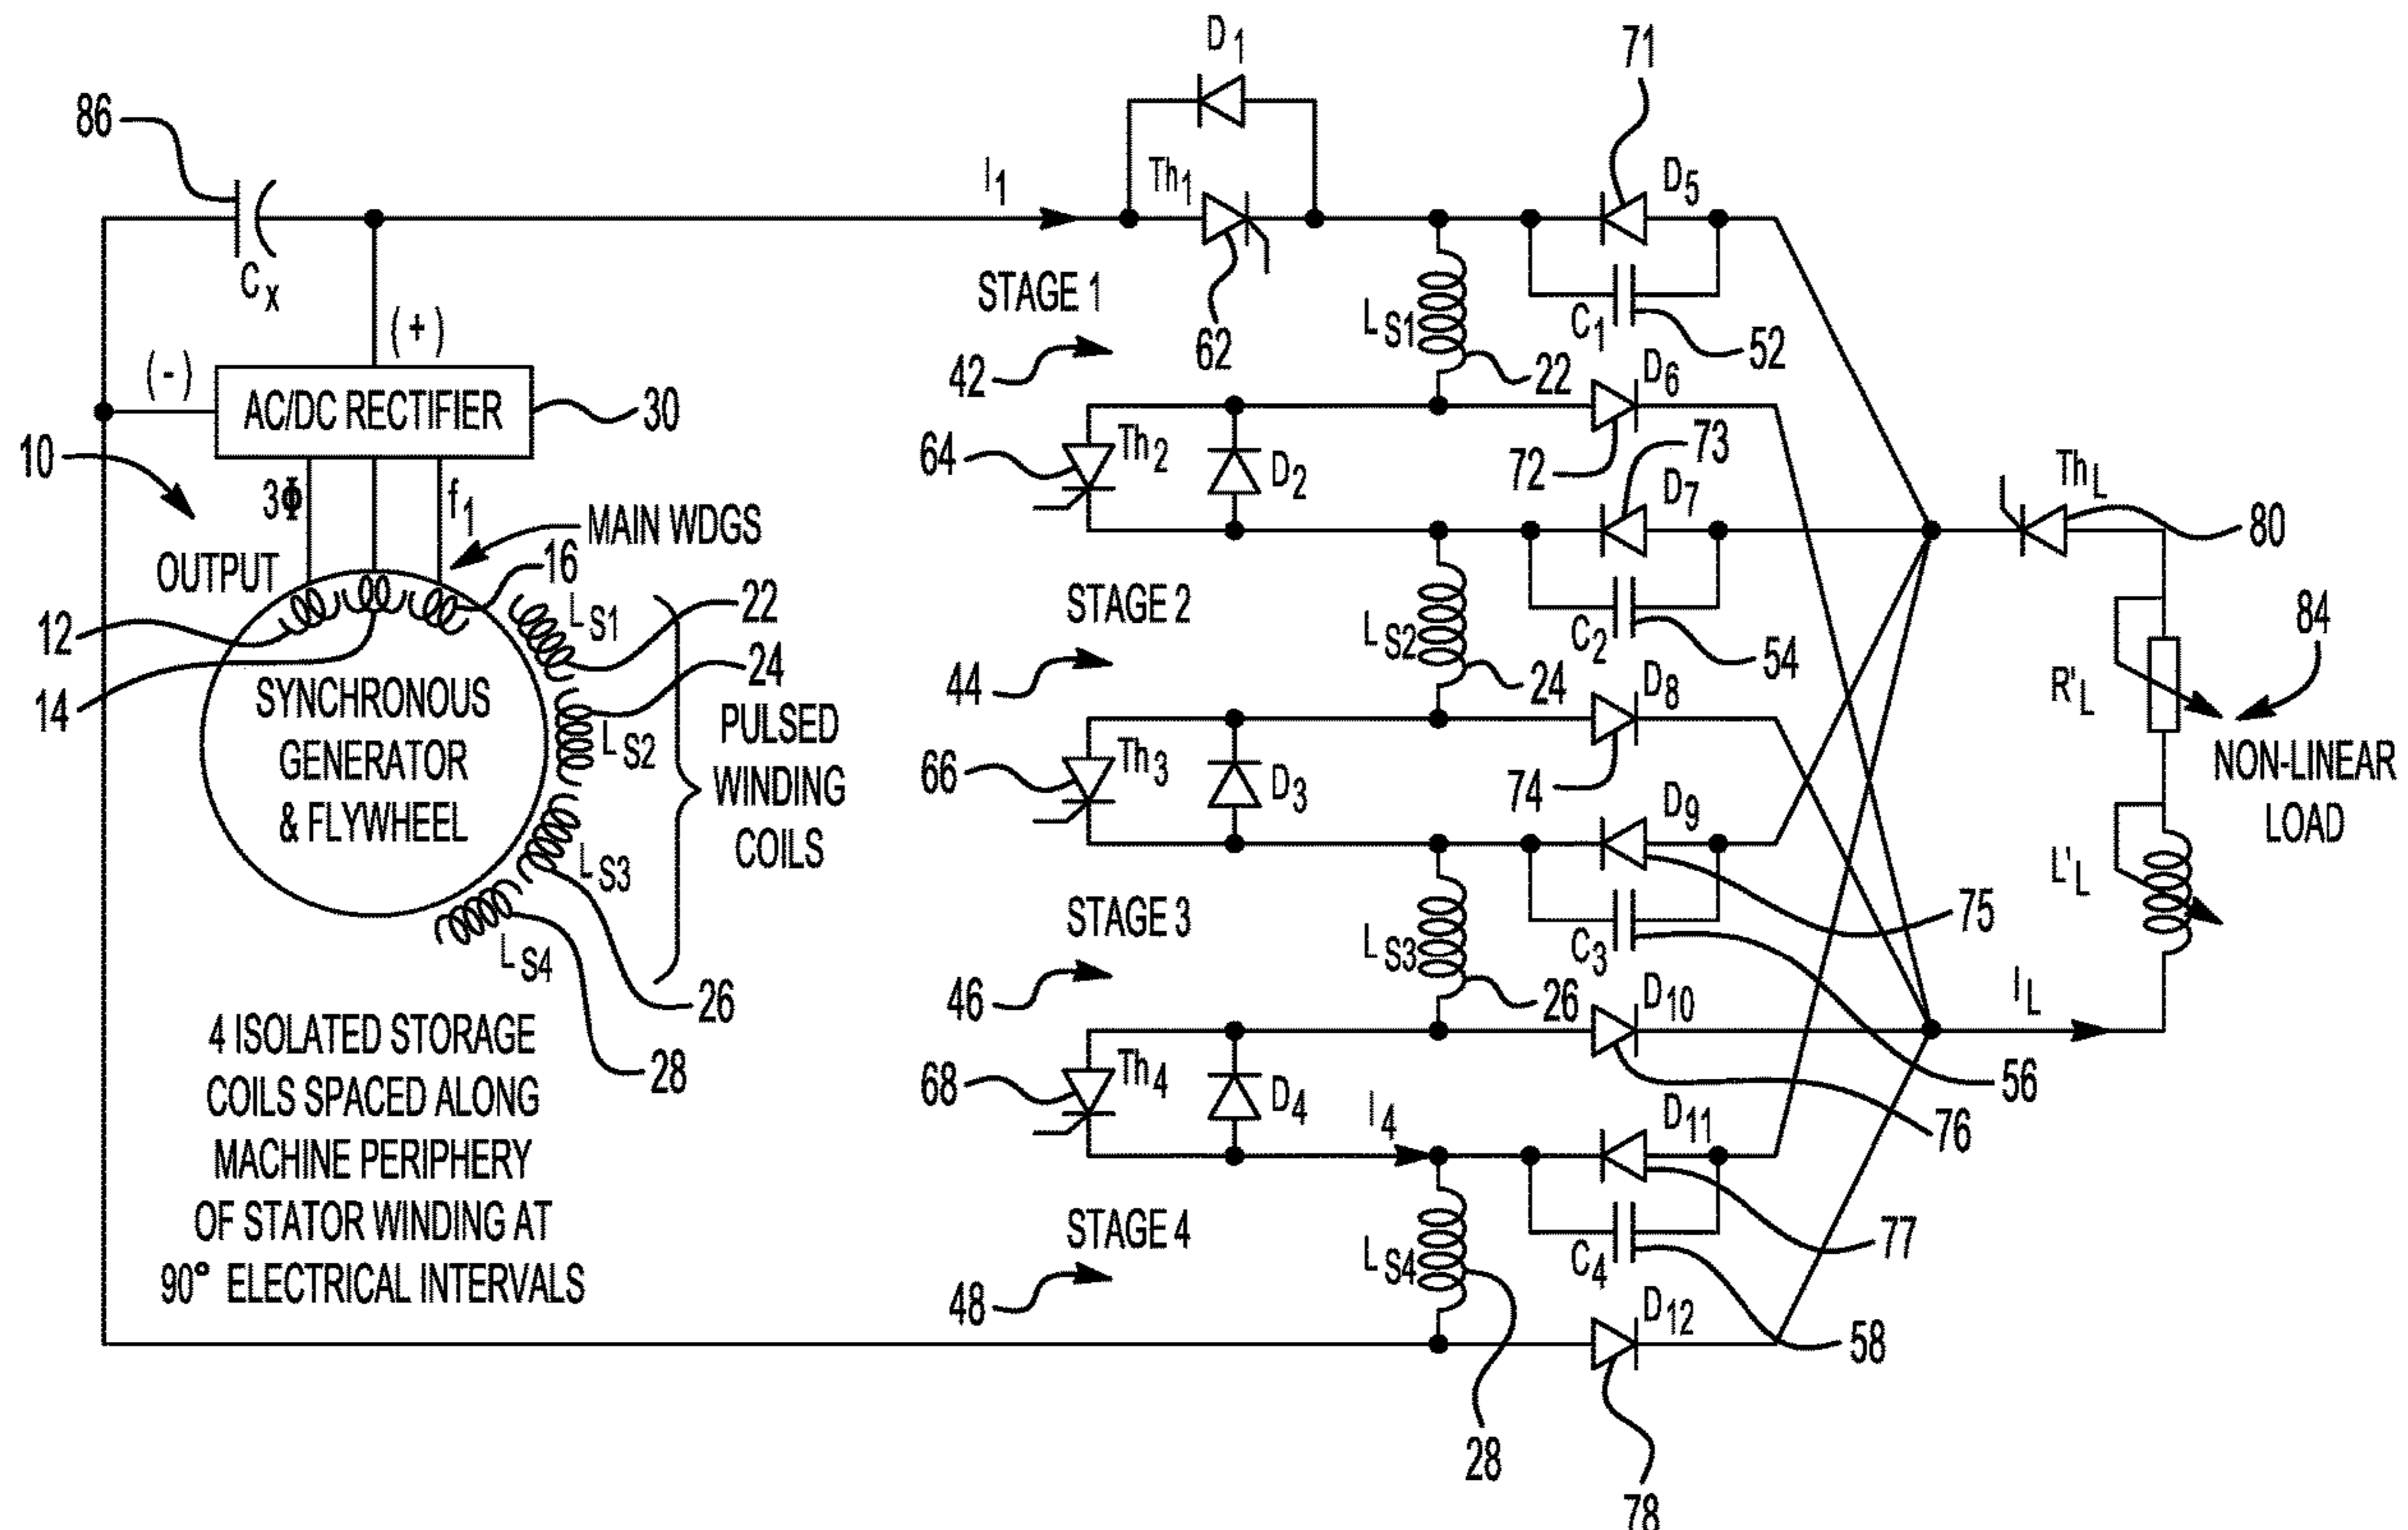 D1
71
86
I1
Th1
D5
Cx
STAGE 1
LS1
C1
52
(+)
62
42
22
D6
(-)
AC/DC RECTIFIER
30
10
64
Th2
D2
72
73
D7
ThL
80
3Φ
f1
MAIN WDGS
OUTPUT
16
12
14
LS1
22
24
LS2
LS3
LS4
26
28
SYNCHRONOUS
GENERATOR
& FLYWHEEL
PULSED
WINDING
COILS
STAGE 2
LS2
C2
54
44
24
D8
84
R'L
NON-LINEAR
LOAD
L'L
66
Th3
D3
74
D9
75
STAGE 3
LS3
C3
46
26
D10
IL
56
76
4 ISOLATED STORAGE
COILS SPACED ALONG
MACHINE PERIPHERY
OF STATOR WINDING AT
90° ELECTRICAL INTERVALS
68
Th4
D4
I4
D11
77
STAGE 4
LS4
C4
48
D12
58
28
78